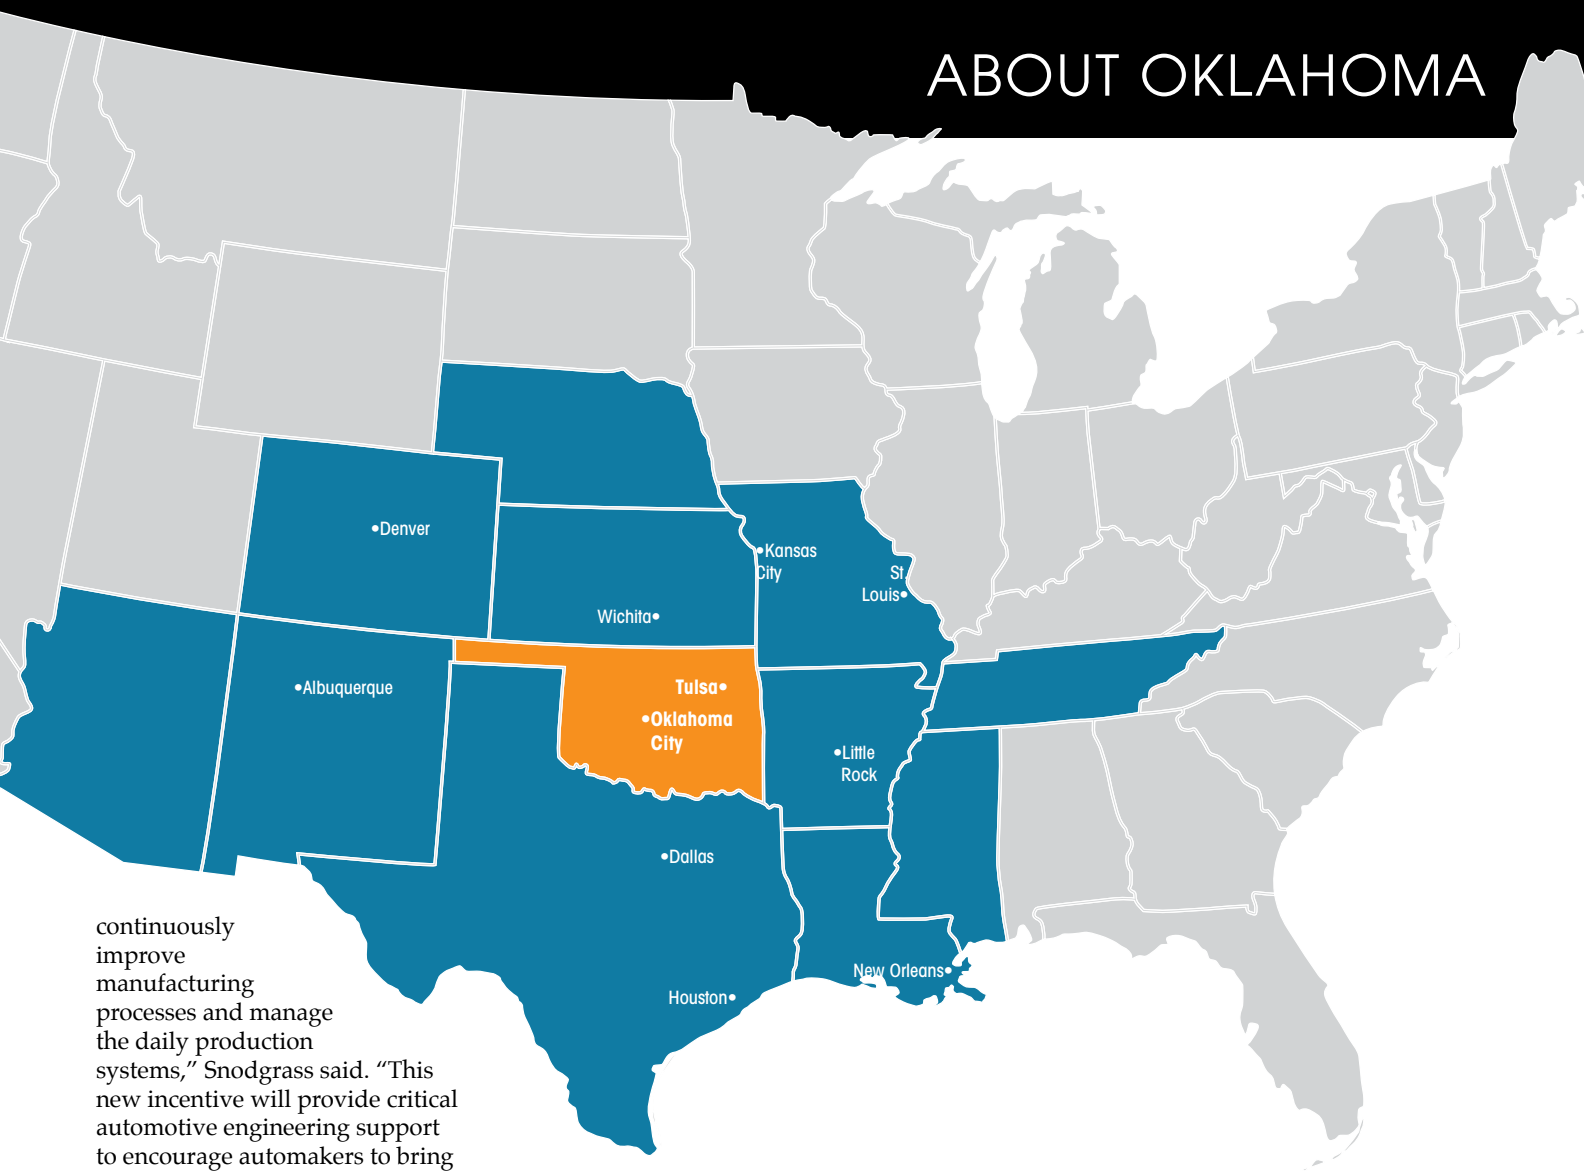 ABOUT OKLAHOMA
Denver
Kansas
City
St.
Louis
Wichita
Albuquerque
Tulsa
Oklahoma
City
Little
Rock
Dallas
New Orleans
Houston
continuously
improve
manufacturing
processes and manage
the daily production
systems,” Snodgrass said. “This
new incentive will provide critical
automotive engineering support
to encourage automakers to bring